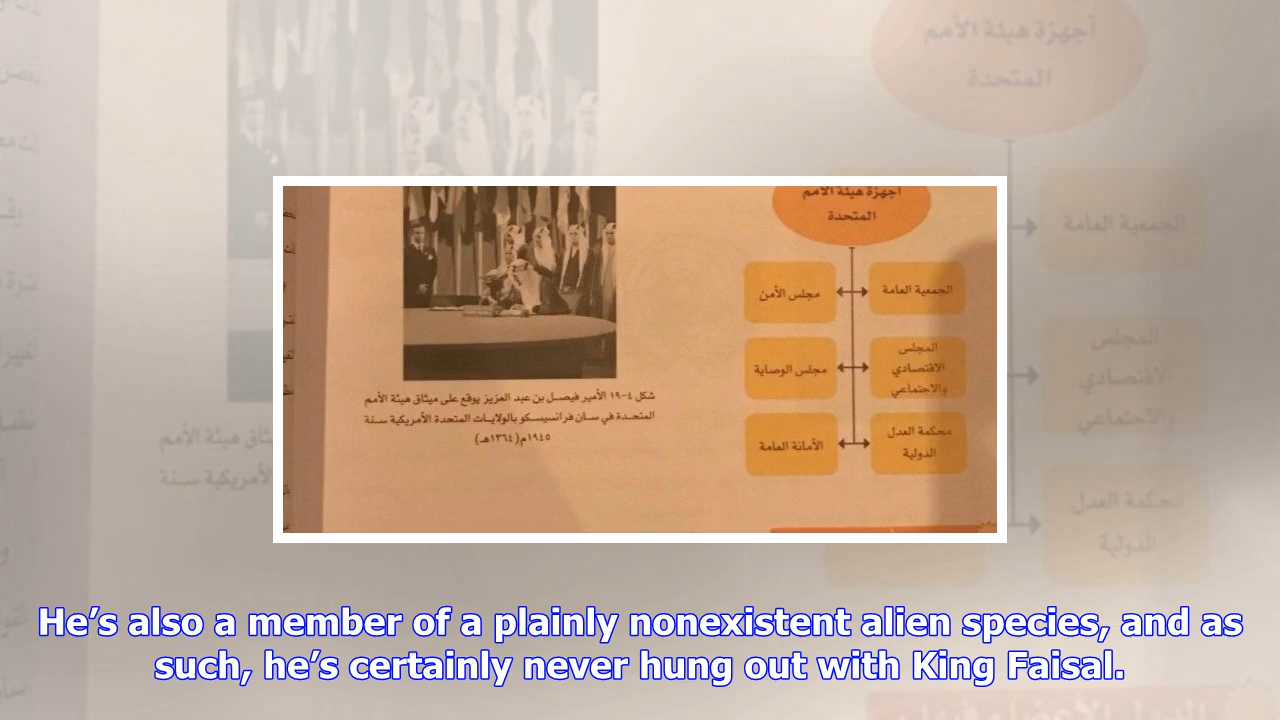 أجهزة هيئة الأمم
المتحدة
الجمعية العامة
مجلس الأمن
المجلس
الاقتصادي
والاجتماعي
مجلس الوصاية
محكمة العدل
الدولية
الأمانة العامة
شكل ٤-١٩ الأمير فيصل بن عبد العزيز يوقع على ميثاق هيئة الأمم
المتحدة في سان فرانسيسكو بالولايات المتحدة الأمريكية سنة
١٩٤٥م(١٣٦٤هـ)
He’s also a member of a plainly nonexistent alien species, and as
such, he’s certainly never hung out with King Faisal.